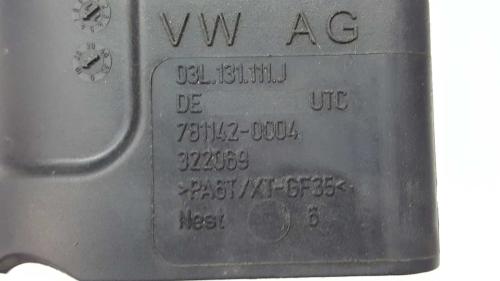 VW AG
03L.131.111.J
DE UTC
781142-0004
322069
>PA6T/XT-GF35<
Nest 6